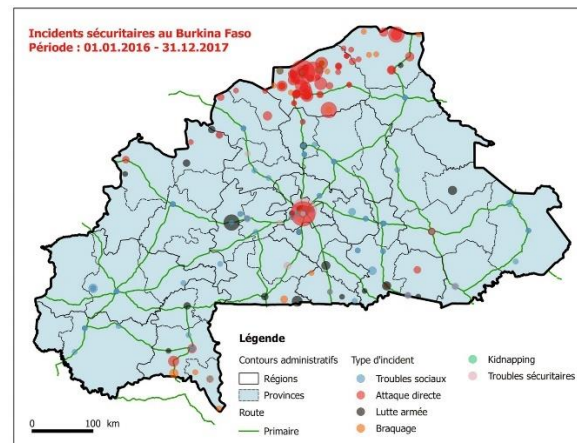 Incidents sécuritaires au Burkina Faso
Période : 01.01.2016 - 31.12.2017
Légende
Contours administratifs
Régions
Provinces
Route
Primaire
Type d'incident
Troubles sociaux
Attaque directe
Lutte armée
Braquage
Kidnapping
Troubles sécuritaires
0 100 km